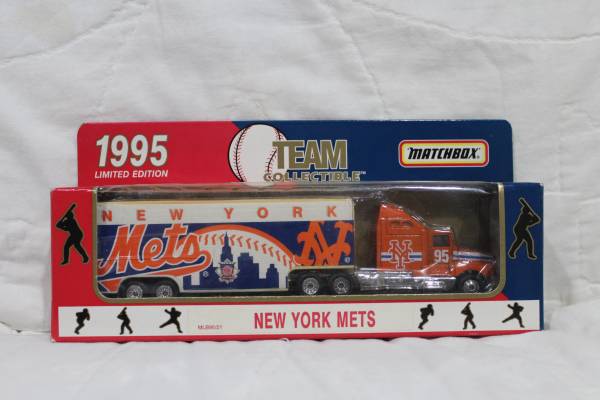 1995
LIMITED EDITION
TEAM
COLLECTIBLE
MATCHBOX
NEW YORK
Mets
NY
NY
95
NEW YORK METS